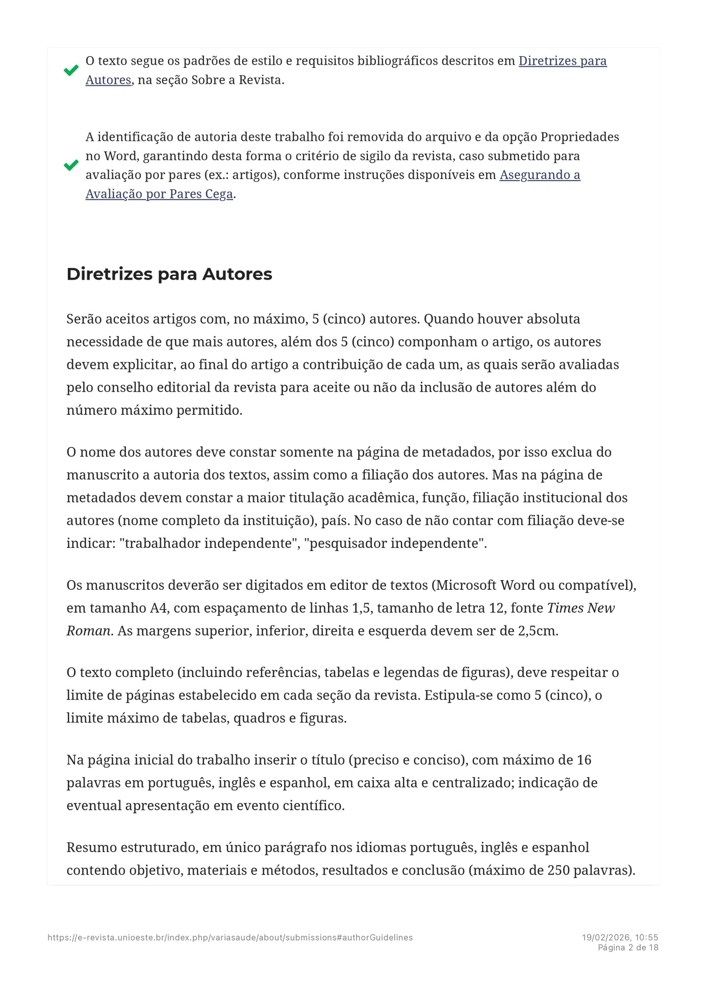 O texto segue os padrões de estilo e requisitos bibliográficos descritos em Diretrizes para
Autores, na seção Sobre a Revista.
A identificação de autoria deste trabalho foi removida do arquivo e da opção Propriedades
no Word, garantindo desta forma o critério de sigilo da revista, caso submetido para
avaliação por pares (ex.: artigos), conforme instruções disponíveis em Asegurando a
Avaliação por Pares Cega.
Diretrizes para Autores
Serão aceitos artigos com, no máximo, 5 (cinco) autores. Quando houver absoluta
necessidade de que mais autores, além dos 5 (cinco) componham o artigo, os autores
devem explicitar, ao final do artigo a contribuição de cada um, as quais serão avaliadas
pelo conselho editorial da revista para aceite ou não da inclusão de autores além do
número máximo permitido.
O nome dos autores deve constar somente na página de metadados, por isso exclua do
manuscrito a autoria dos textos, assim como a filiação dos autores. Mas na página de
metadados devem constar a maior titulação acadêmica, função, filiação institucional dos
autores (nome completo da instituição), país. No caso de não contar com filiação deve-se
indicar: "trabalhador independente", "pesquisador independente".
Os manuscritos deverão ser digitados em editor de textos (Microsoft Word ou compatível),
em tamanho A4, com espaçamento de linhas 1,5, tamanho de letra 12, fonte Times New
Roman. As margens superior, inferior, direita e esquerda devem ser de 2,5cm.
O texto completo (incluindo referências, tabelas e legendas de figuras), deve respeitar o
limite de páginas estabelecido em cada seção da revista. Estipula-se como 5 (cinco), o
limite máximo de tabelas, quadros e figuras.
Na página inicial do trabalho inserir o título (preciso e conciso), com máximo de 16
palavras em português, inglês e espanhol, em caixa alta e centralizado; indicação de
eventual apresentação em evento científico.
Resumo estruturado, em único parágrafo nos idiomas português, inglês e espanhol
contendo objetivo, materiais e métodos, resultados e conclusão (máximo de 250 palavras).
https://e-revista.unioeste.br/index.php/variasaude/about/submissions#authorGuidelines
19/02/2026, 10:55
Página 2 de 18